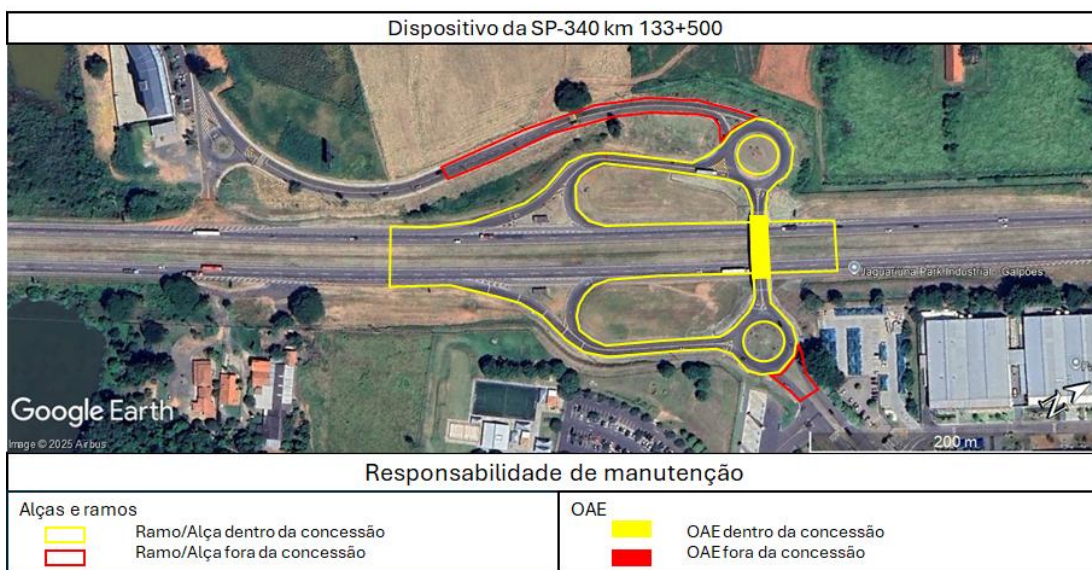 Dispositivo da SP-340 km 133+500
Jaguariúna Park Industrial - Galpões
Google Earth
Image © 2025 Airbus
N
200 m
Responsabilidade de manutenção
Alças e ramos
Ramo/Alça dentro da concessão
Ramo/Alça fora da concessão
OAE
OAE dentro da concessão
OAE fora da concessão